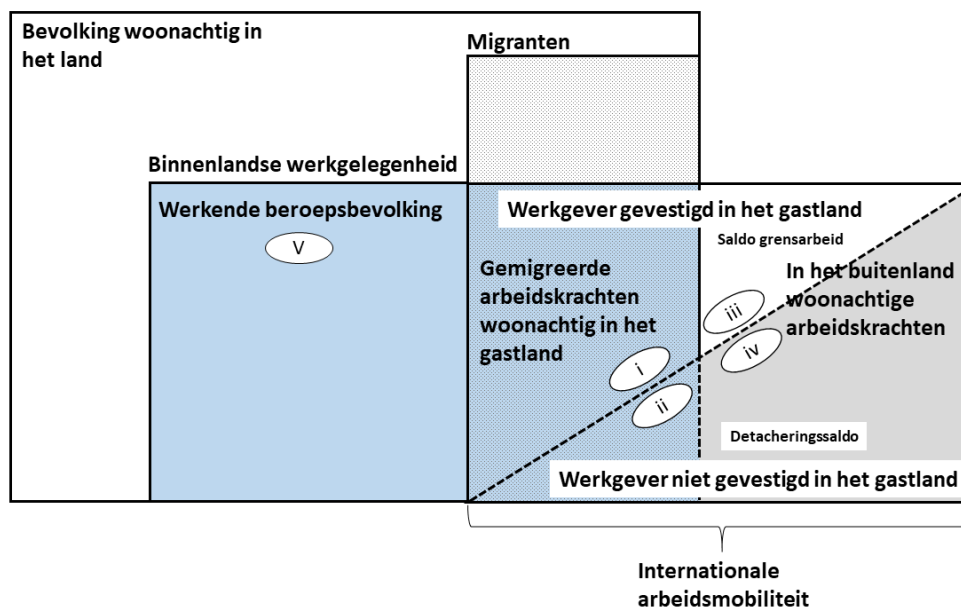 Bevolking woonachtig in
het land
Migranten
Binnenlandse werkgelegenheid
Werkende beroepsbevolking
V
Werkgever gevestigd in het gastland
Saldo grensarbeid
Gemigreerde
arbeidskrachten
woonachtig in het
gastland
In het buitenland
woonachtige
arbeidskrachten
iii
iv
i
ii
Detacheringssaldo
Werkgever niet gevestigd in het gastland
Internationale
arbeidsmobiliteit